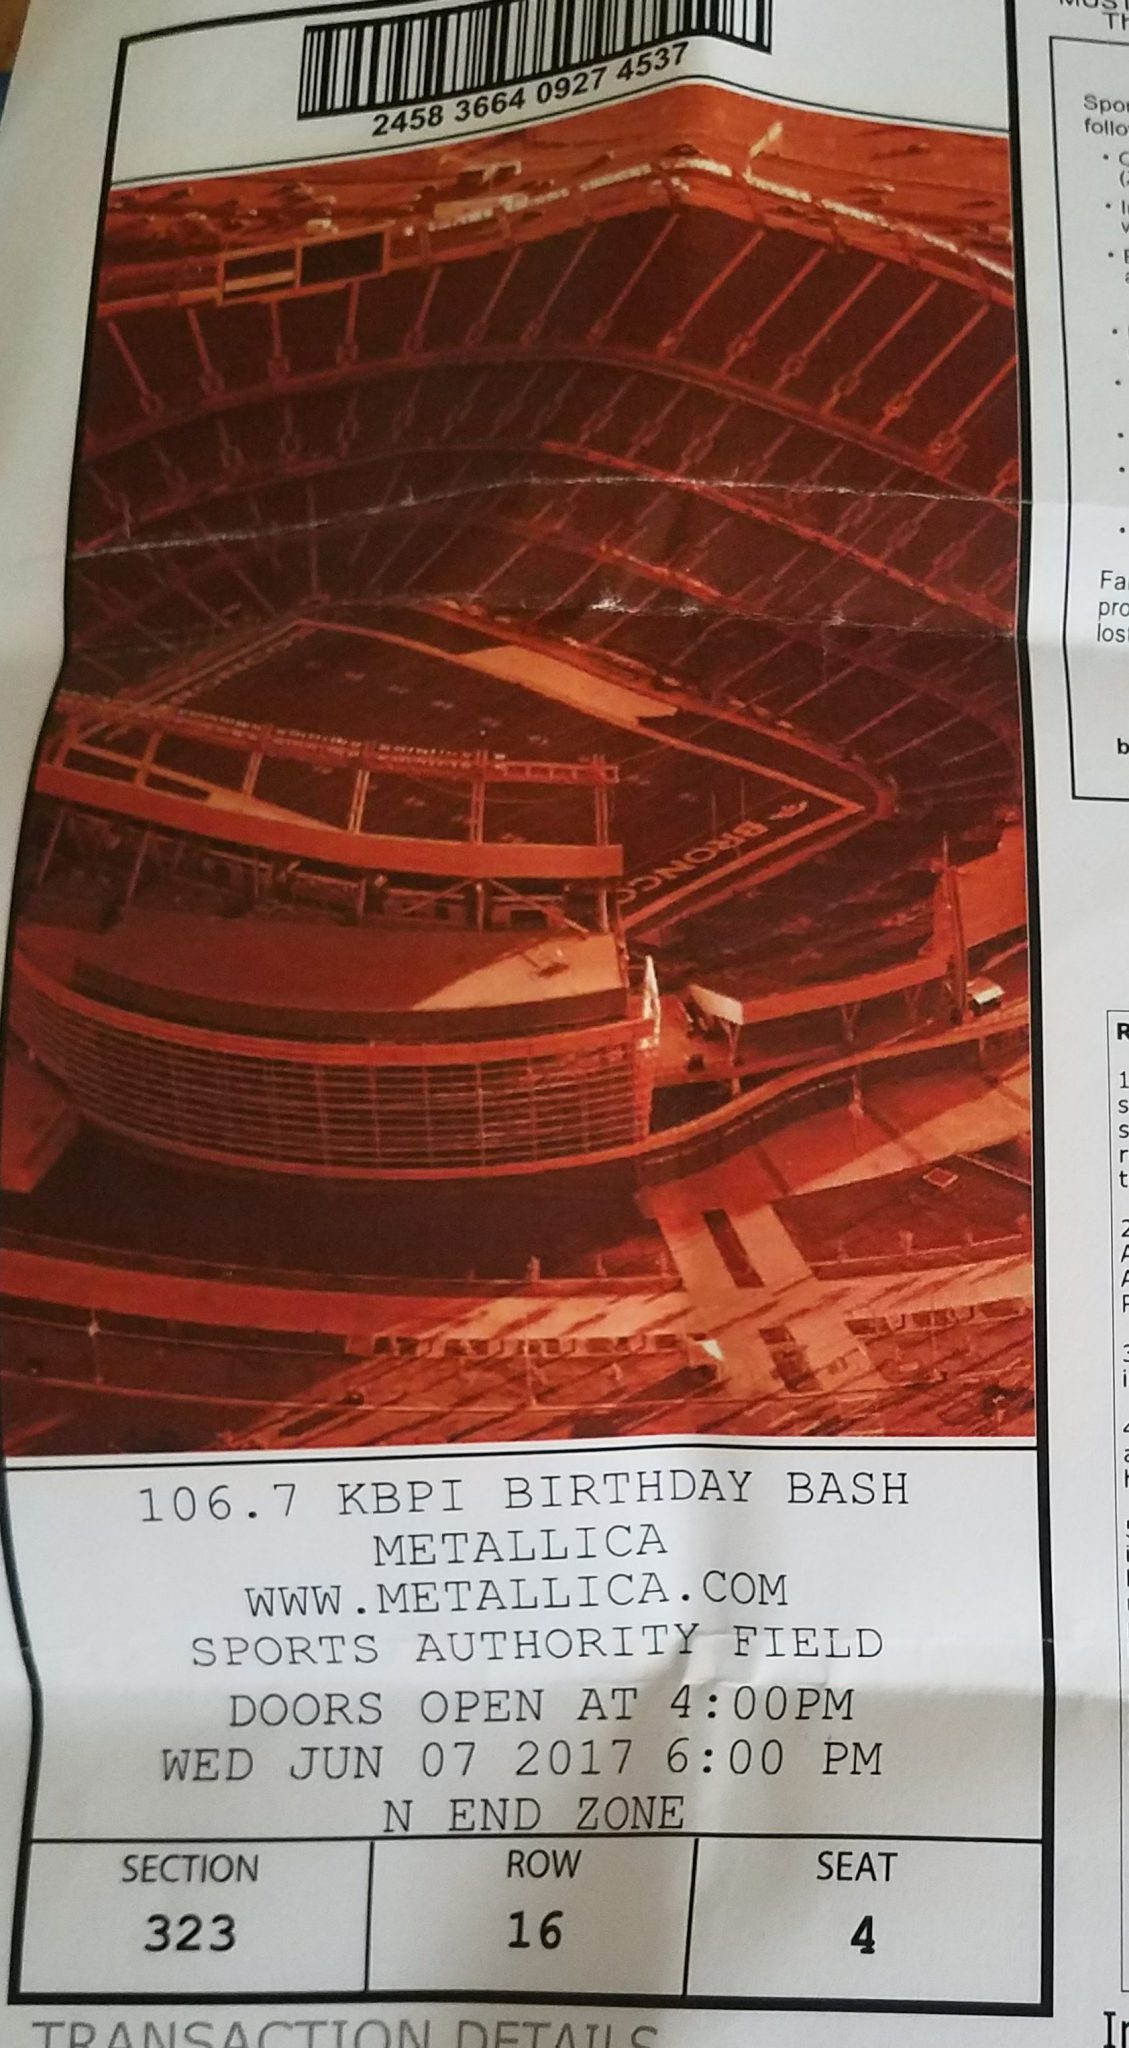 2458 3664 0927 4537
BRONCO
106.7 KBPI BIRTHDAY BASH
METALLICA
WWW.METALLICA.COM
SPORTS AUTHORITY FIELD
DOORS OPEN AT 4:00PM
WED JUN 07 2017 6:00 PM
N END ZONE
SECTION ROW SEAT
323 16 4
TRANSACTION DETAILS